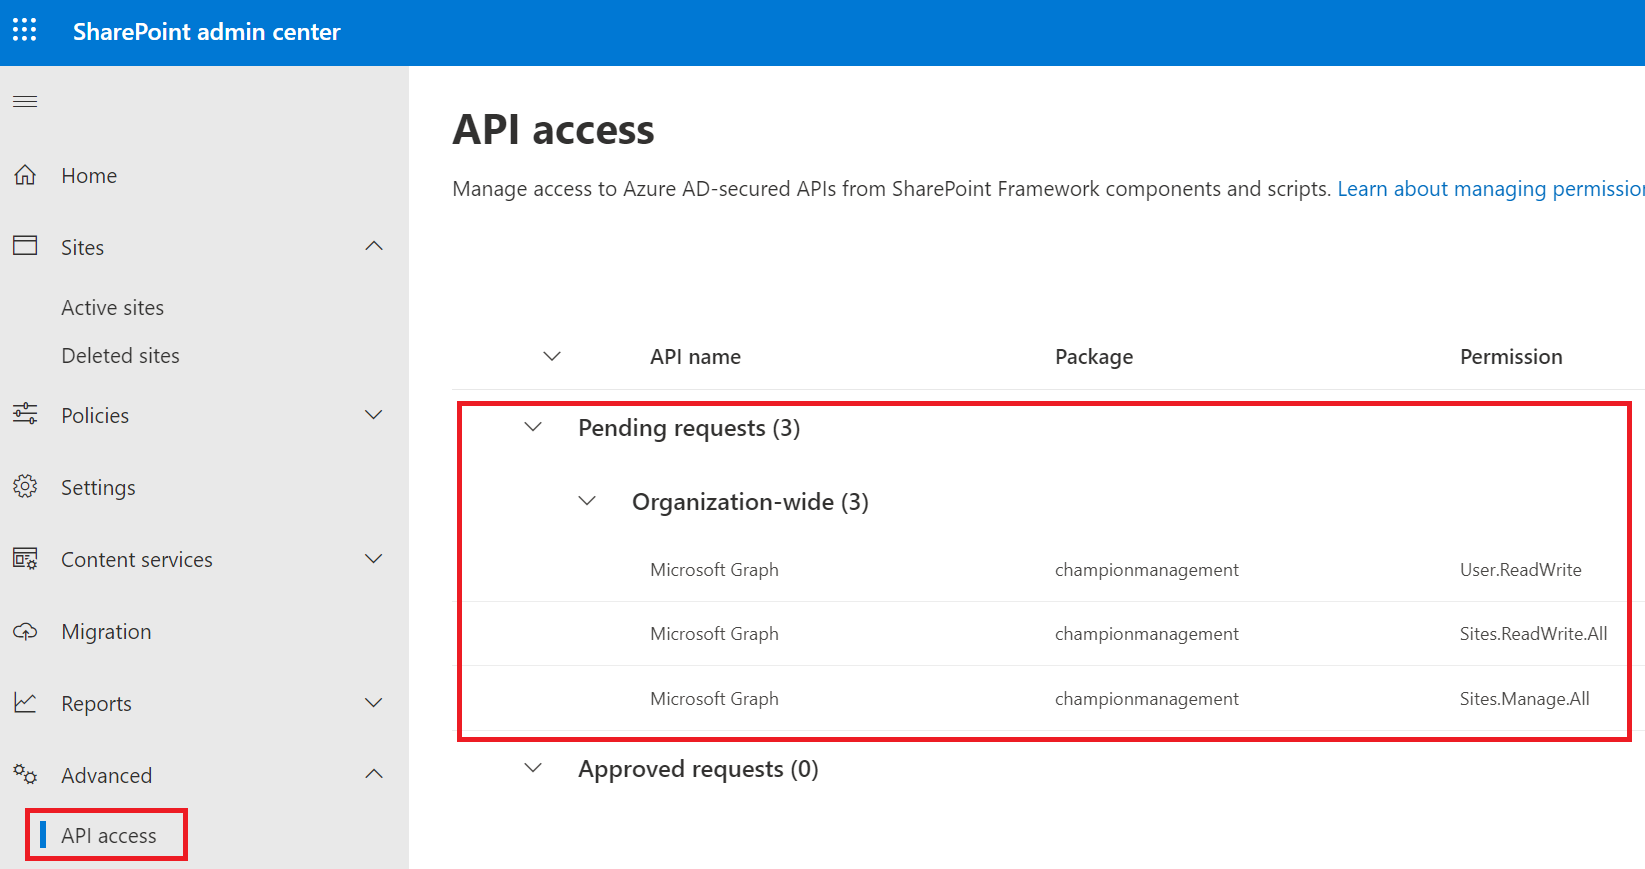 SharePoint admin center
Home
Sites
Active sites
Deleted sites
Policies
Settings
Content services
Migration
Reports
Advanced
API access
API access
Manage access to Azure AD-secured APIs from SharePoint Framework components and scripts. Learn about managing permission
API name Package Permission
Pending requests (3)
Organization-wide (3)
Microsoft Graph championmanagement User.ReadWrite
Microsoft Graph championmanagement Sites.ReadWrite.All
Microsoft Graph championmanagement Sites.Manage.All
Approved requests (0)